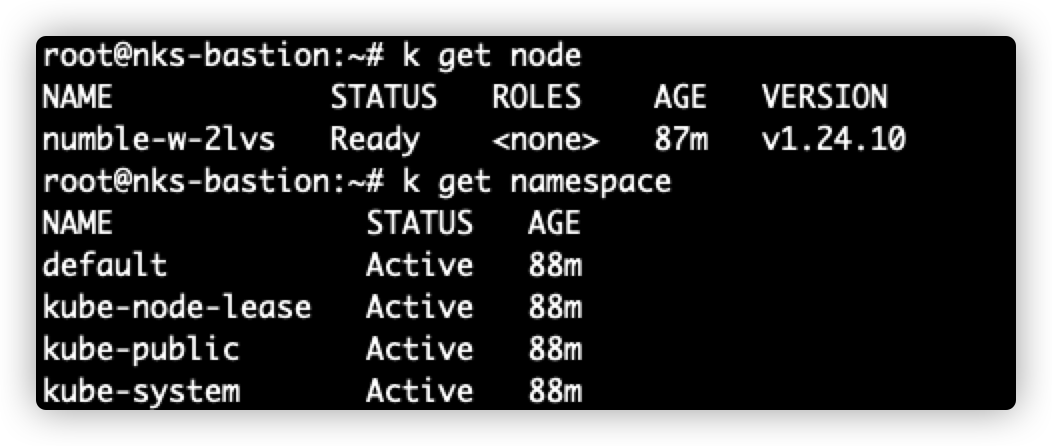 root@nks-bastion:~# k get node
NAME STATUS ROLES AGE VERSION
numble-w-2lvs Ready <none> 87m v1.24.10
root@nks-bastion:~# k get namespace
NAME STATUS AGE
default Active 88m
kube-node-lease Active 88m
kube-public Active 88m
kube-system Active 88m